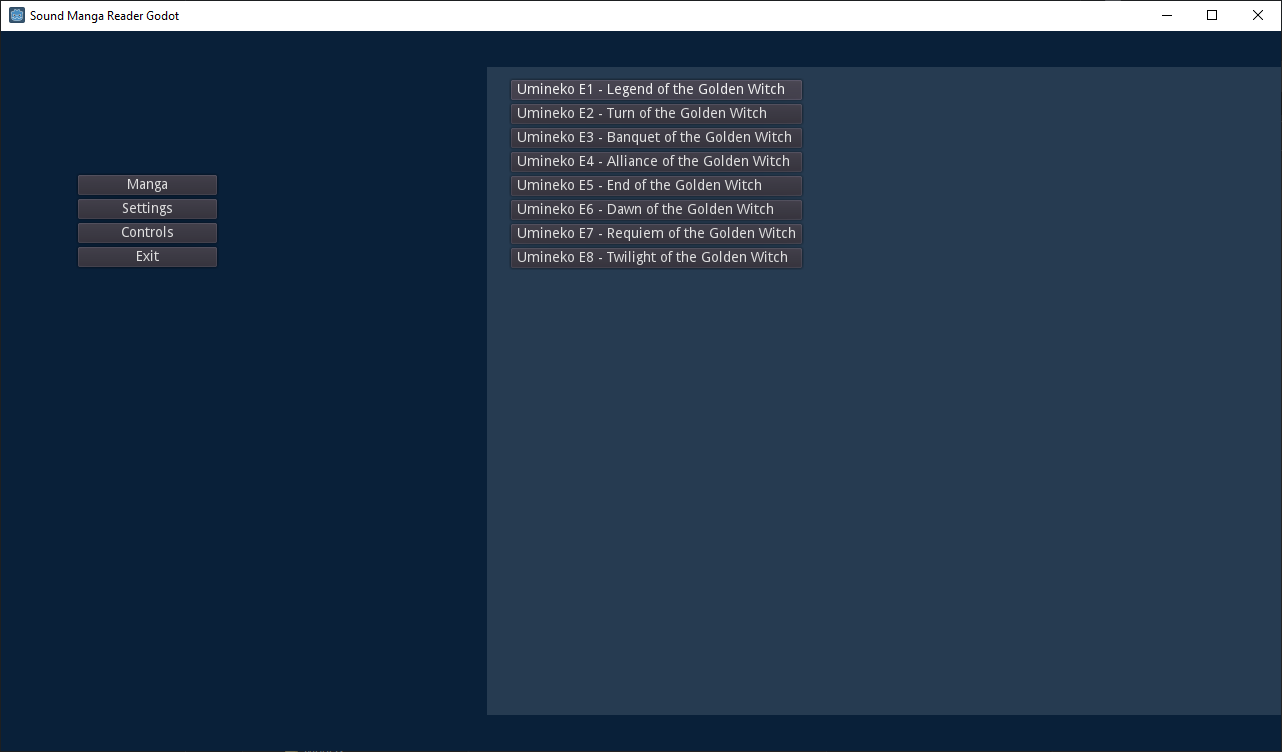 Sound Manga Reader Godot
Manga
Settings
Controls
Exit
Umineko E1 - Legend of the Golden Witch
Umineko E2 - Turn of the Golden Witch
Umineko E3 - Banquet of the Golden Witch
Umineko E4 - Alliance of the Golden Witch
Umineko E5 - End of the Golden Witch
Umineko E6 - Dawn of the Golden Witch
Umineko E7 - Requiem of the Golden Witch
Umineko E8 - Twilight of the Golden Witch